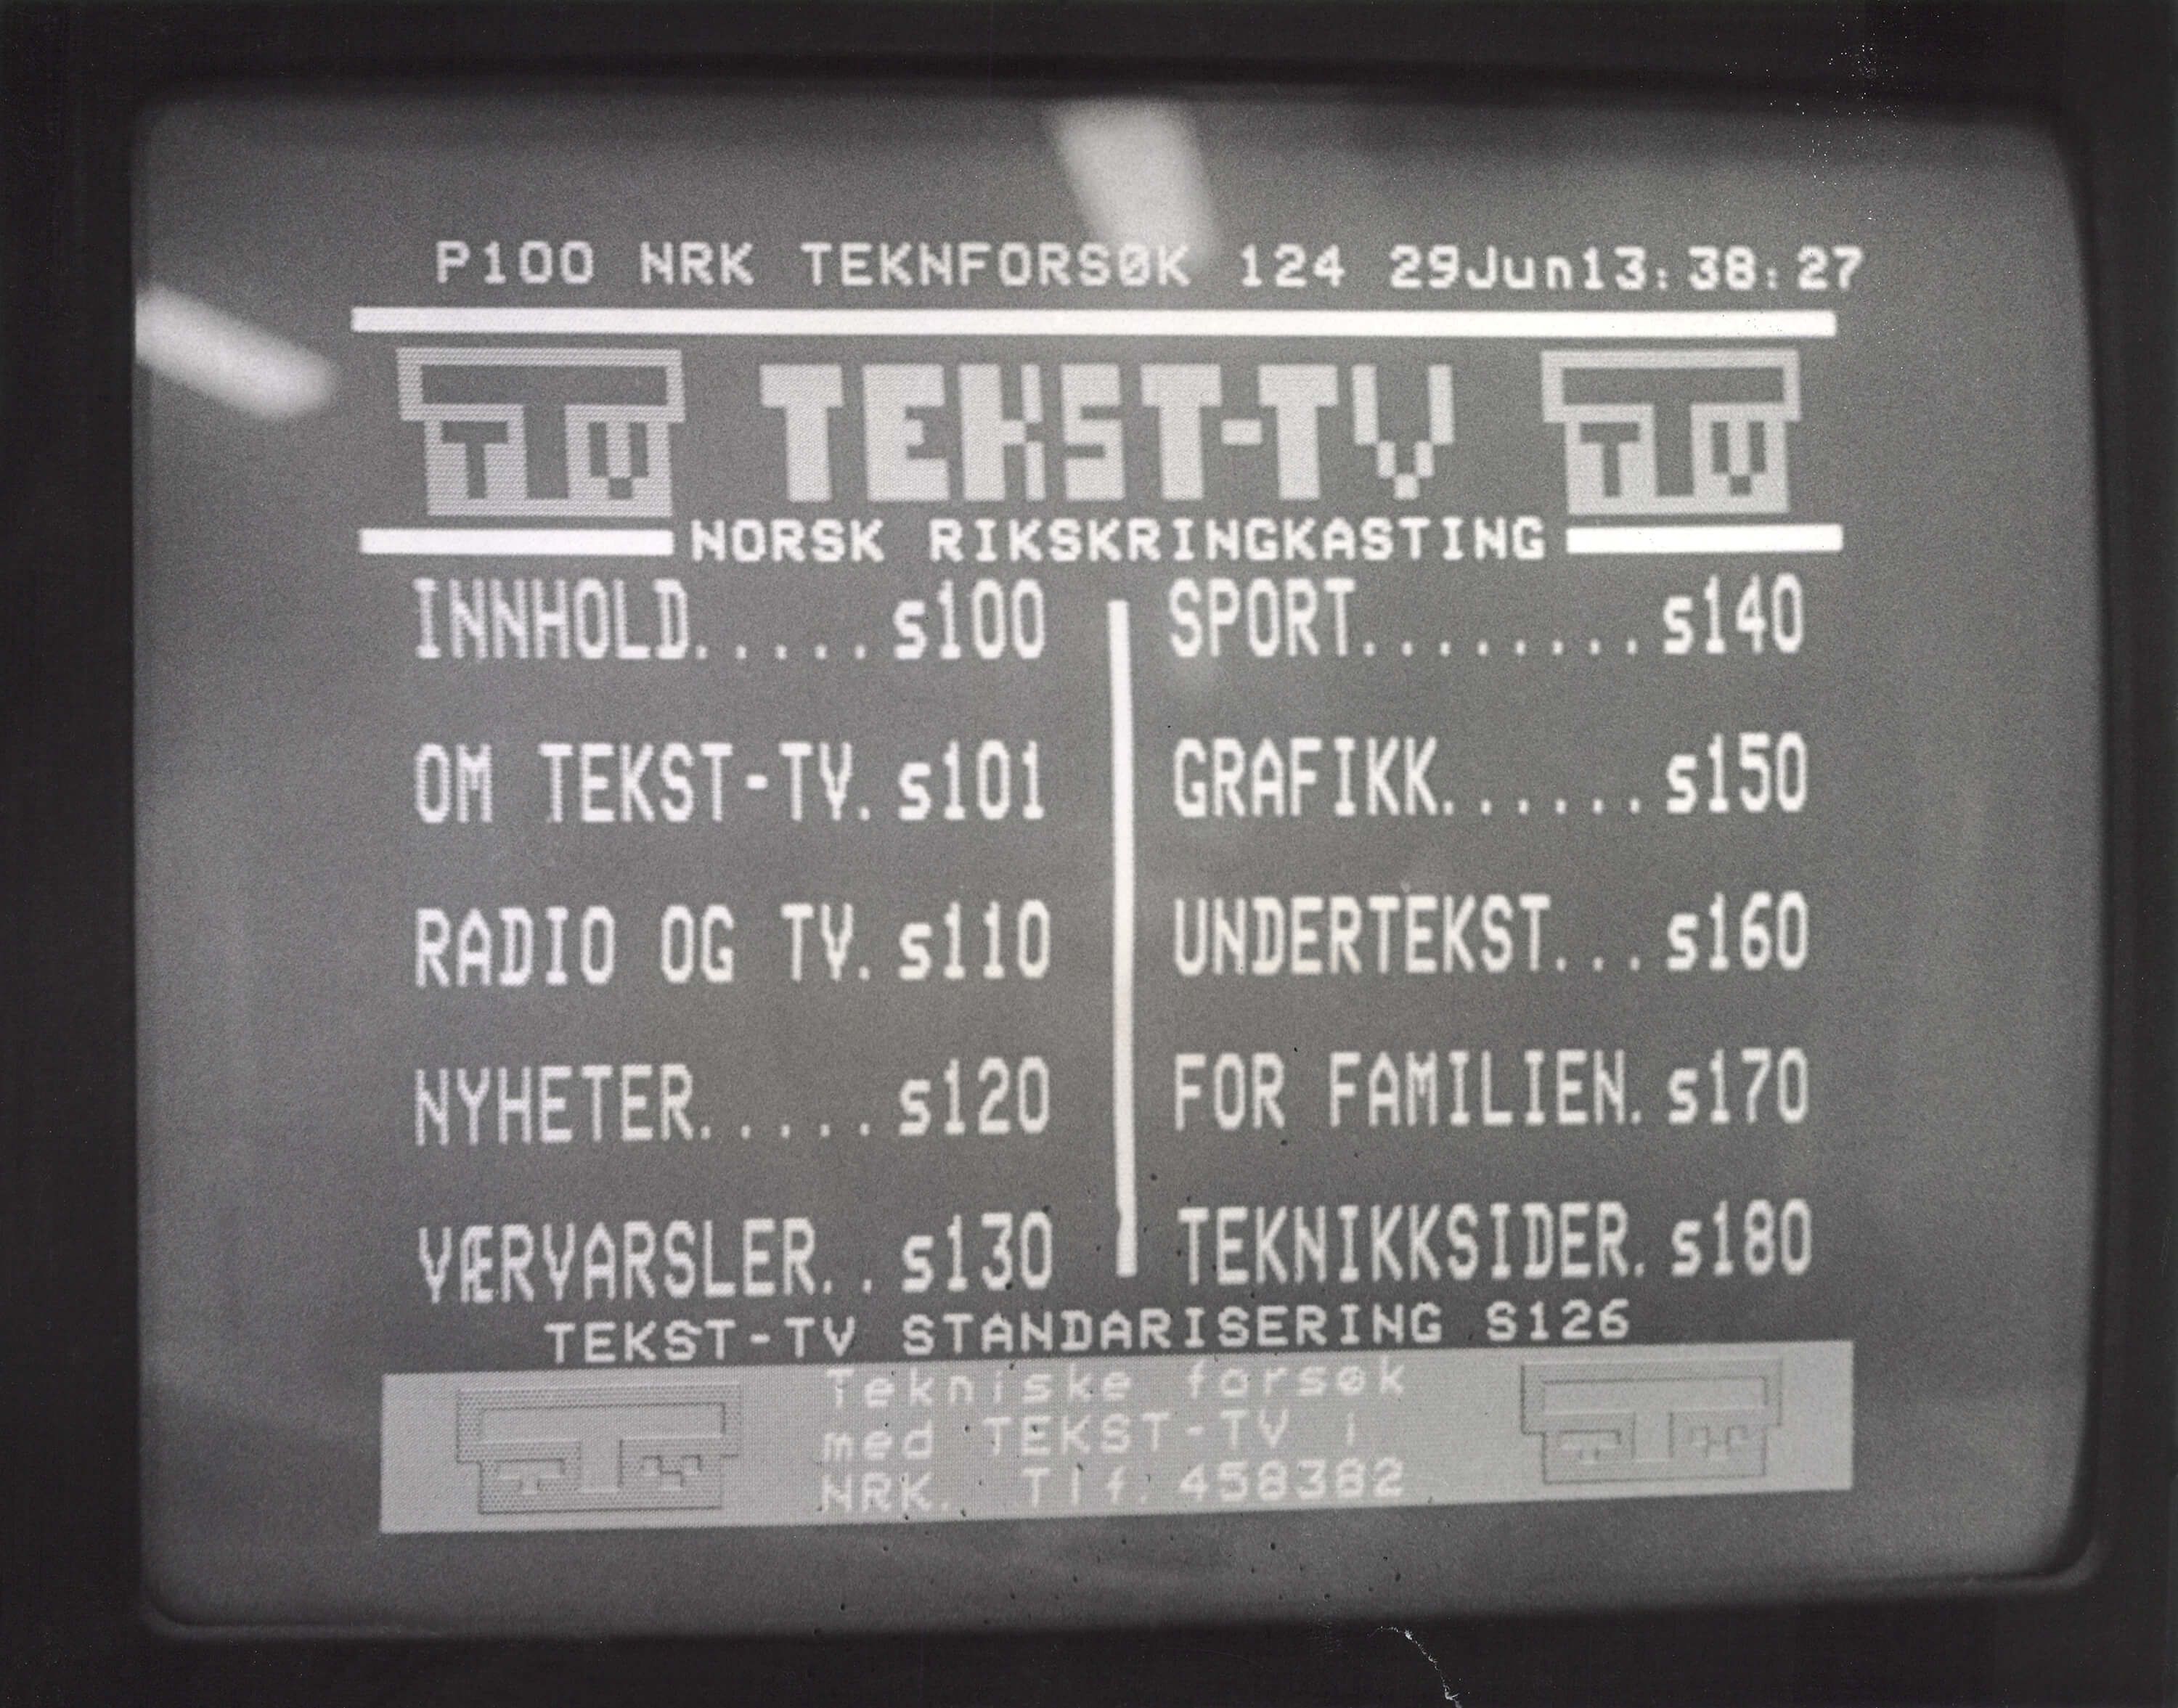 P100 NRK TEKNFORSØK 124 29Jun13:38:27
TTV TEKST-TV TTV
NORSK RIKSKRINGKASTING
INNHOLD.....s100
OM TEKST-TV.s101
RADIO OG TV.s110
NYHETER.....s120
VÆRVARSLER..s130
SPORT........s140
GRAFIKK......s150
UNDERTEKST...s160
FOR FAMILIEN.s170
TEKNIKKSIDER.s180
TEKST-TV STANDARISERING S126
Tekniske forsøk
med TEKST-TV i
NRK. Tlf.458382